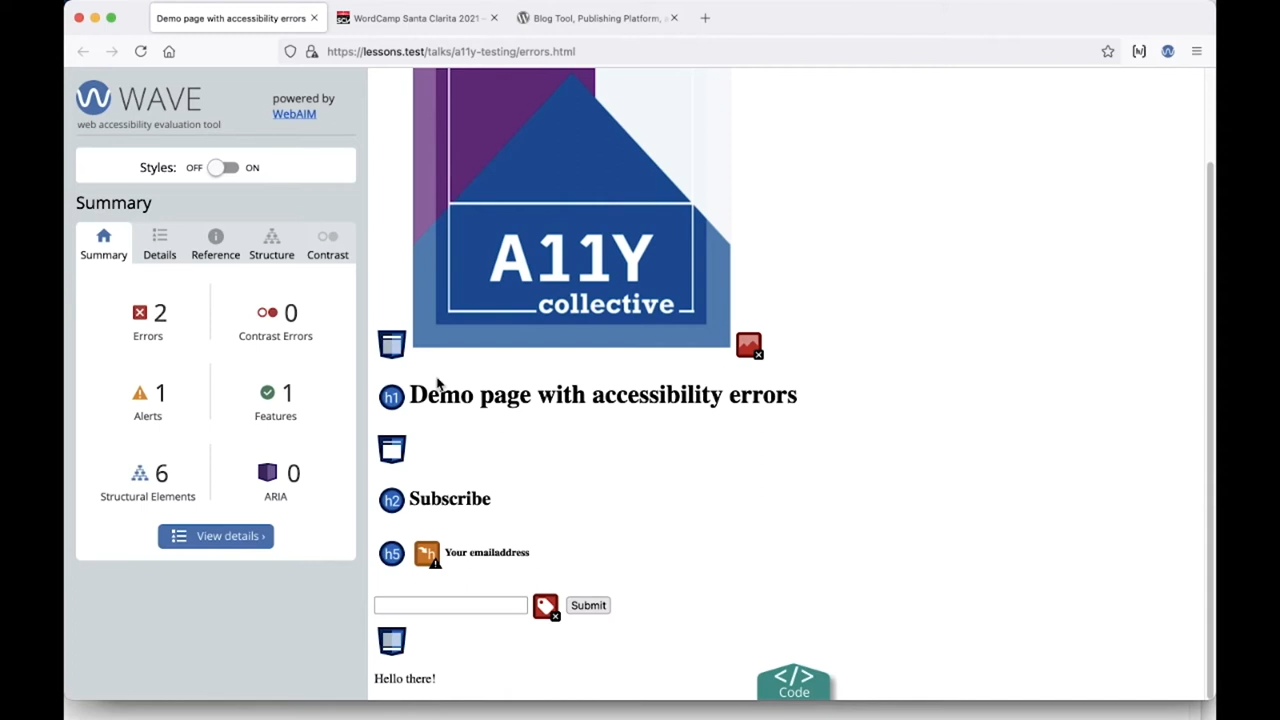 Demo page with accessibility errors
WordCamp Santa Clarita 2021 -
Blog Tool, Publishing Platform,
https://lessons.test/talks/a11y-testing/errors.html
WAVE
web accessibility evaluation tool
powered by
WebAIM
Styles: OFF ON
Summary
Summary Details Reference Structure Contrast
2
Errors
0
Contrast Errors
1
Alerts
1
Features
6
Structural Elements
0
ARIA
View details ›
A11Y
collective
h1 Demo page with accessibility errors
h2 Subscribe
h5 h Your emailaddress
Submit
Hello there!
</> 
Code